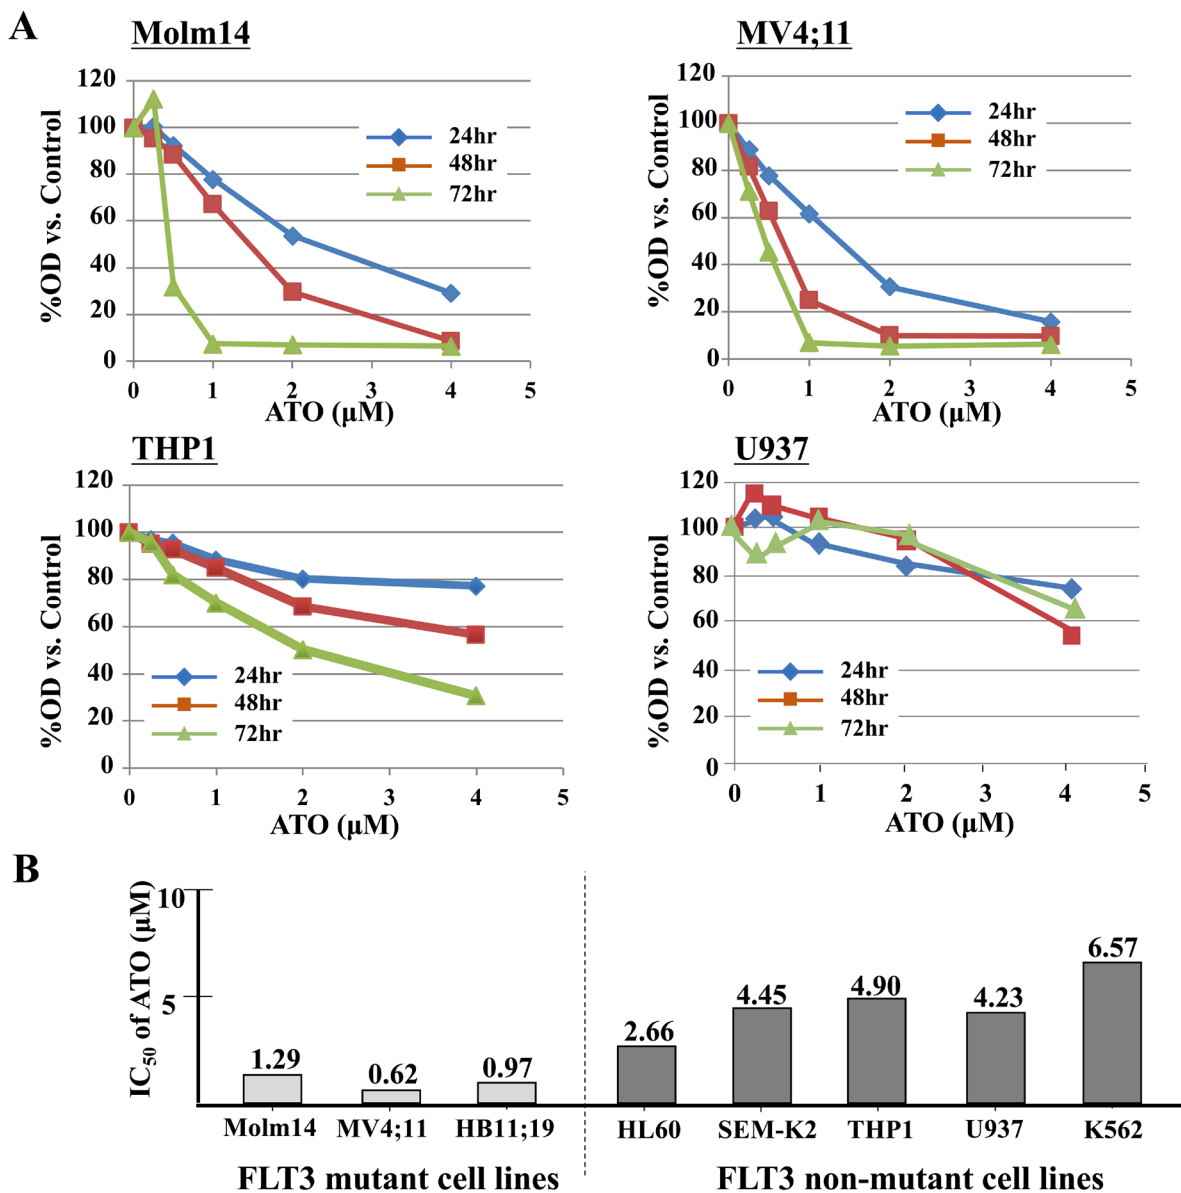 A
Molm14
120
100
80
60
40
20
0
%OD vs. Control
24hr
48hr
72hr
0 1 2 3 4 5
ATO (μM)
MV4;11
120
100
80
60
40
20
0
%OD vs. Control
24hr
48hr
72hr
0 1 2 3 4 5
ATO (μM)
THP1
120
100
80
60
40
20
0
%OD vs. Control
24hr
48hr
72hr
0 1 2 3 4 5
ATO (μM)
U937
120
100
80
60
40
20
0
%OD vs. Control
24hr
48hr
72hr
0 1 2 3 4 5
ATO (μM)
B
IC50 of ATO (μM)
10
5
1.29 0.62 0.97 2.66 4.45 4.90 4.23 6.57
Molm14 MV4;11 HB11;19 HL60 SEM-K2 THP1 U937 K562
FLT3 mutant cell lines FLT3 non-mutant cell lines